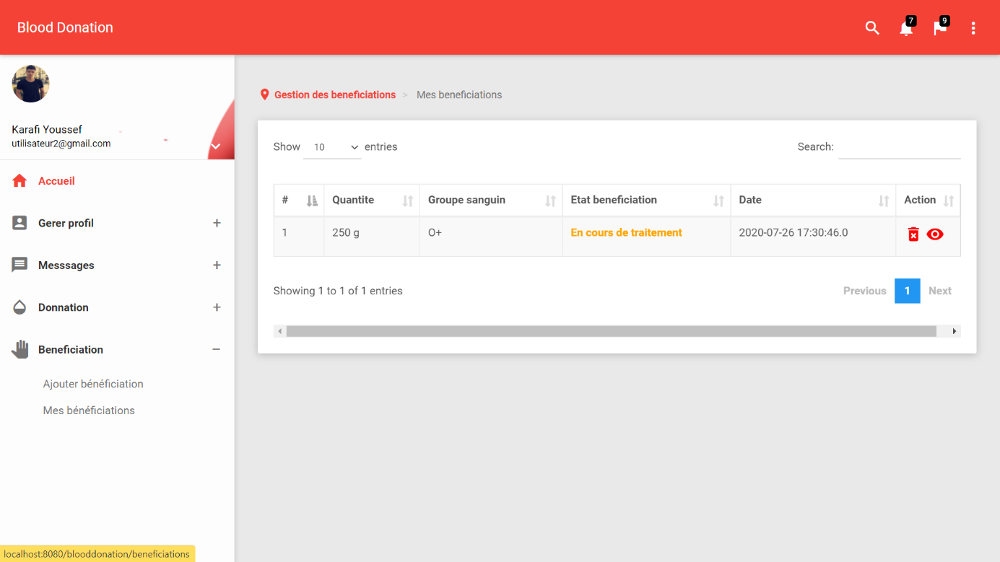 Blood Donation
7
9
Karafi Youssef
utilisateur2@gmail.com
Accueil
Gerer profil
Messsages
Donnation
Beneficiation
Ajouter bénéficiation
Mes bénéficiations
localhost:8080/blooddonation/beneficiations
Gestion des beneficiations > Mes beneficiations
Show 10 entries
Search:
# Quantite Groupe sanguin Etat beneficiation Date Action
1 250 g O+ En cours de traitement 2020-07-26 17:30:46.0
Showing 1 to 1 of 1 entries
Previous 1 Next